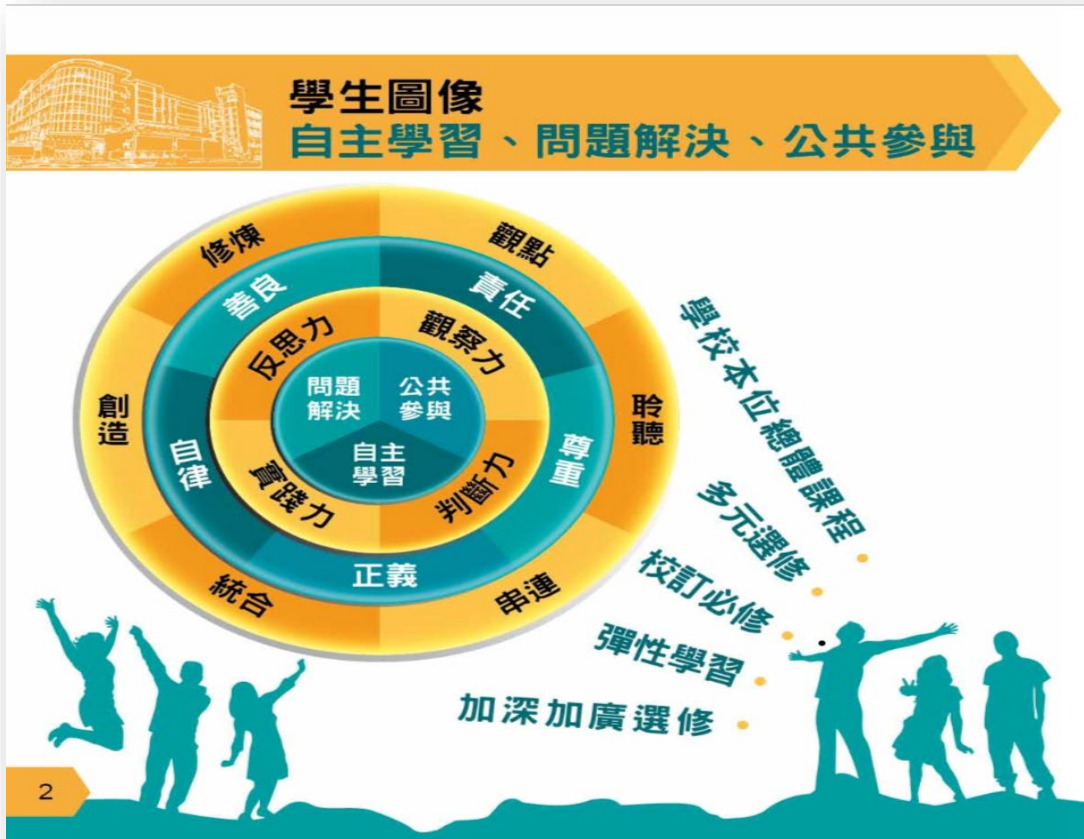 學生圖像
自主學習、問題解決、公共參與
修煉
觀點
聆聽
串連
統合
創造
善良
責任
尊重
正義
自律
反思力
觀察力
判斷力
實踐力
問題
解決
公共
參與
自主
學習
學校本位總體課程
多元選修
校訂必修
彈性學習
加深加廣選修
2